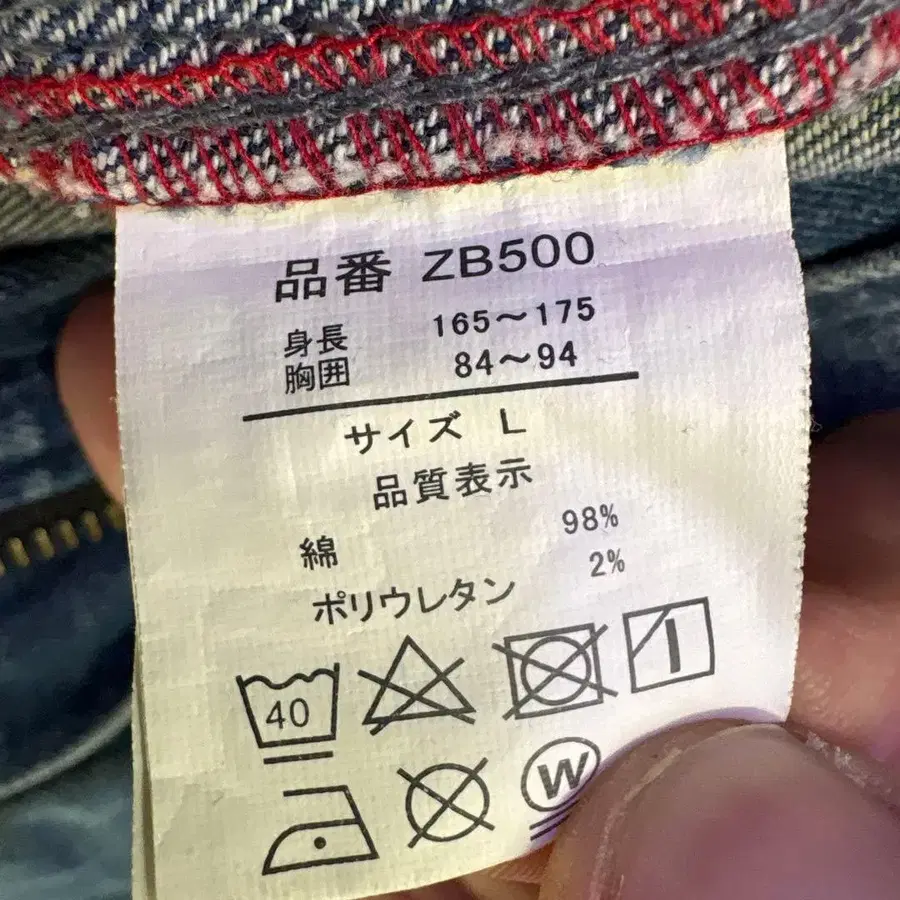 品番 ZB500
身長 165～175
胸囲 84～94
サイズ L
品質表示
綿 98%
ポリウレタン 2%
40
W